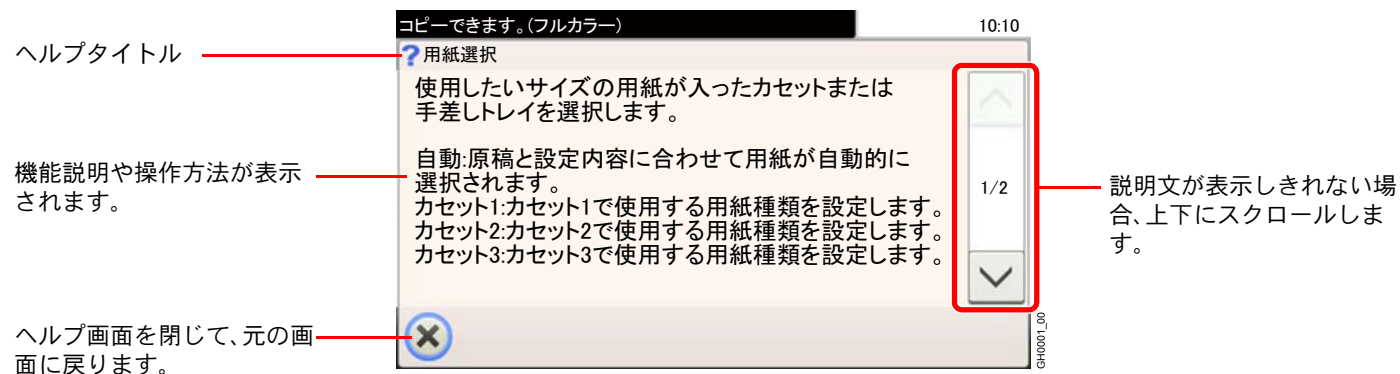 コピーできます。(フルカラー)
10:10
ヘルプタイトル
?用紙選択
使用したいサイズの用紙が入ったカセットまたは
手差しトレイを選択します。
自動:原稿と設定内容に合わせて用紙が自動的に
選択されます。
カセット1:カセット1で使用する用紙種類を設定します。
カセット2:カセット2で使用する用紙種類を設定します。
カセット3:カセット3で使用する用紙種類を設定します。
機能説明や操作方法が表示
されます。
1/2
説明文が表示しきれない場
合、上下にスクロールしま
す。
ヘルプ画面を閉じて、元の画
面に戻ります。
GH0001_00